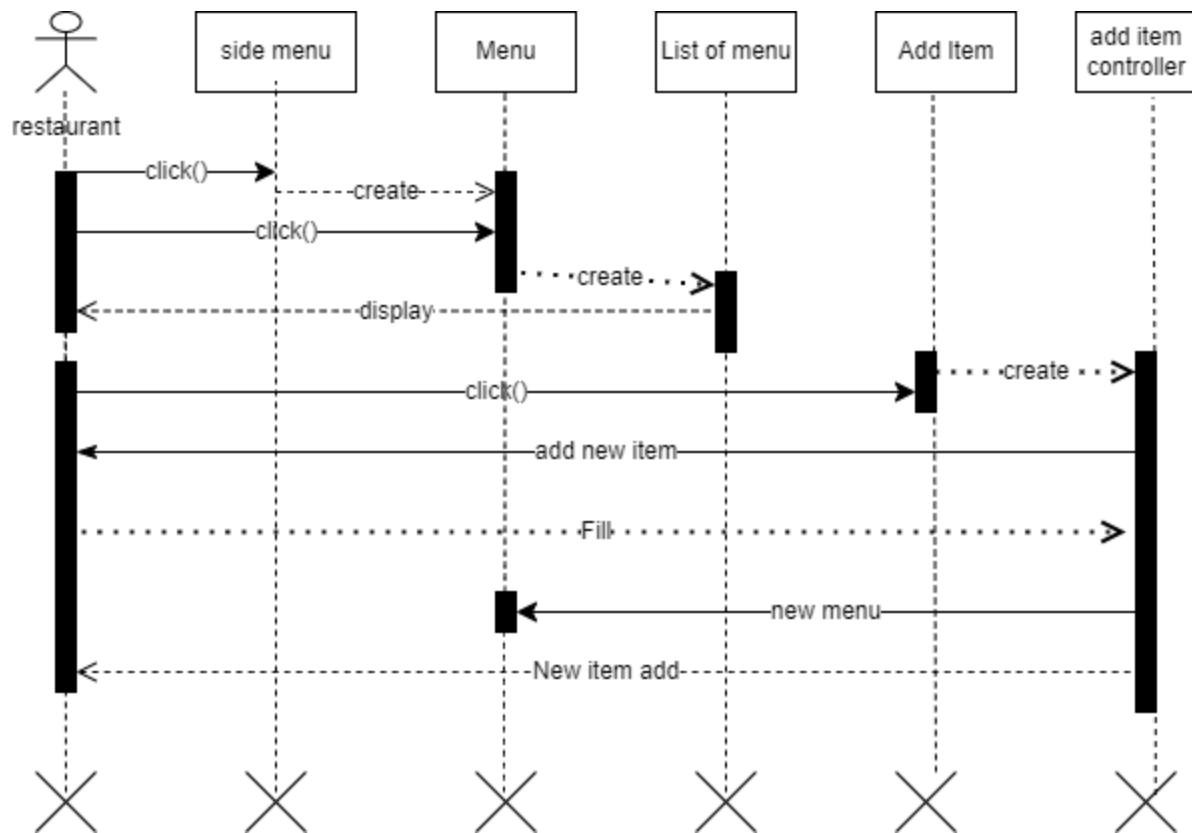 side menu
Menu
List of menu
Add Item
add item
controller
restaurant
click()
create
click()
create
display
create
click()
add new item
Fill
new menu
New item add